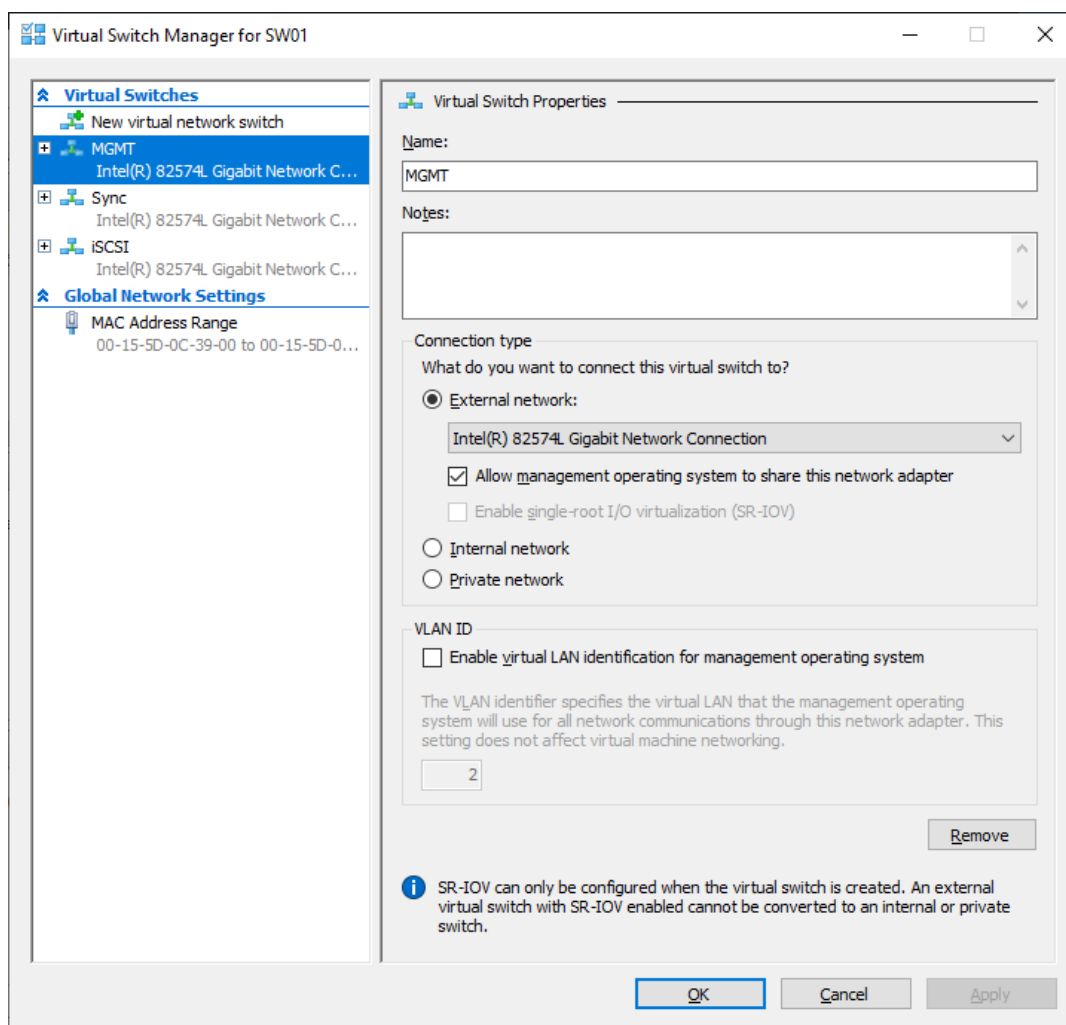 Virtual Switch Manager for SW01
Virtual Switches
New virtual network switch
MGMT
Intel(R) 82574L Gigabit Network C...
Sync
Intel(R) 82574L Gigabit Network C...
iSCSI
Intel(R) 82574L Gigabit Network C...
Global Network Settings
MAC Address Range
00-15-5D-0C-39-00 to 00-15-5D-0...
Virtual Switch Properties
Name:
MGMT
Notes:
Connection type
What do you want to connect this virtual switch to?
External network:
Intel(R) 82574L Gigabit Network Connection
Allow management operating system to share this network adapter
Enable single-root I/O virtualization (SR-IOV)
Internal network
Private network
VLAN ID
Enable virtual LAN identification for management operating system
The VLAN identifier specifies the virtual LAN that the management operating
system will use for all network communications through this network adapter. This
setting does not affect virtual machine networking.
2
Remove
SR-IOV can only be configured when the virtual switch is created. An external
virtual switch with SR-IOV enabled cannot be converted to an internal or private
switch.
OK
Cancel
Apply